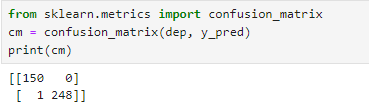 from sklearn.metrics import confusion_matrix
cm = confusion_matrix(dep, y_pred)
print(cm)
[[150   0]
 [  1 248]]